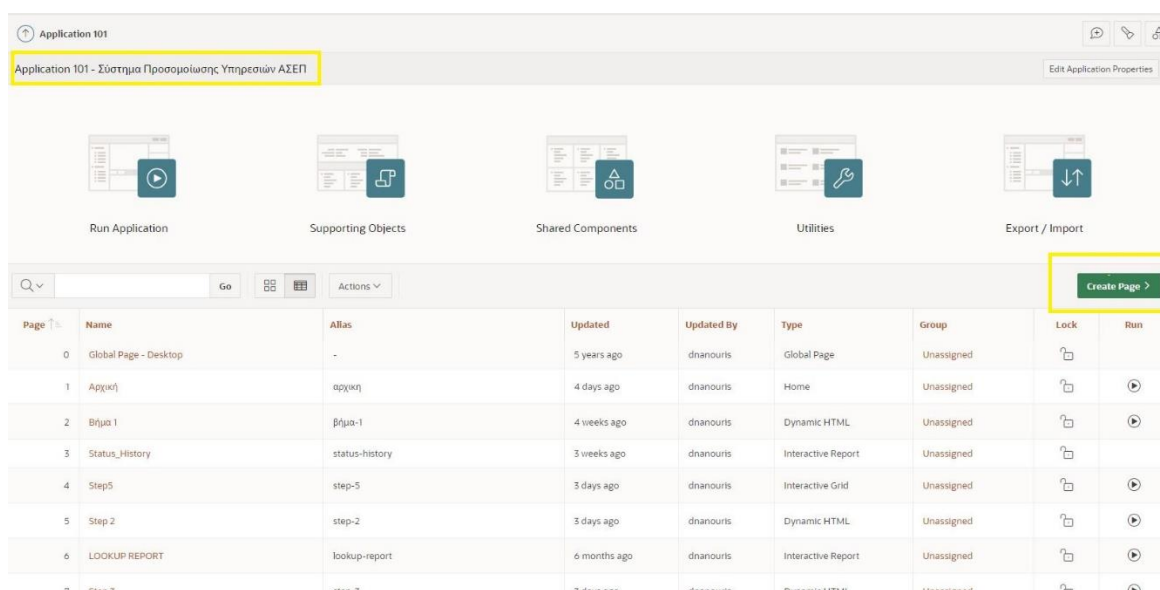 Application 101
Application 101 - Σύστημα Προσομοίωσης Υπηρεσιών ΑΣΕΠ
Edit Application Properties
Run Application
Supporting Objects
Shared Components
Utilities
Export / Import
Go
Actions
Create Page
Page Name Alias Updated Updated By Type Group Lock Run
0 Global Page - Desktop - 5 years ago dnanouris Global Page Unassigned
1 Αρχική αρχικη 4 days ago dnanouris Home Unassigned
2 Βήμα 1 βήμα-1 4 weeks ago dnanouris Dynamic HTML Unassigned
3 Status_History status-history 3 weeks ago dnanouris Interactive Report Unassigned
4 Step5 step-5 3 days ago dnanouris Interactive Grid Unassigned
5 Step 2 step-2 3 days ago dnanouris Dynamic HTML Unassigned
6 LOOKUP REPORT lookup-report 6 months ago dnanouris Interactive Report Unassigned